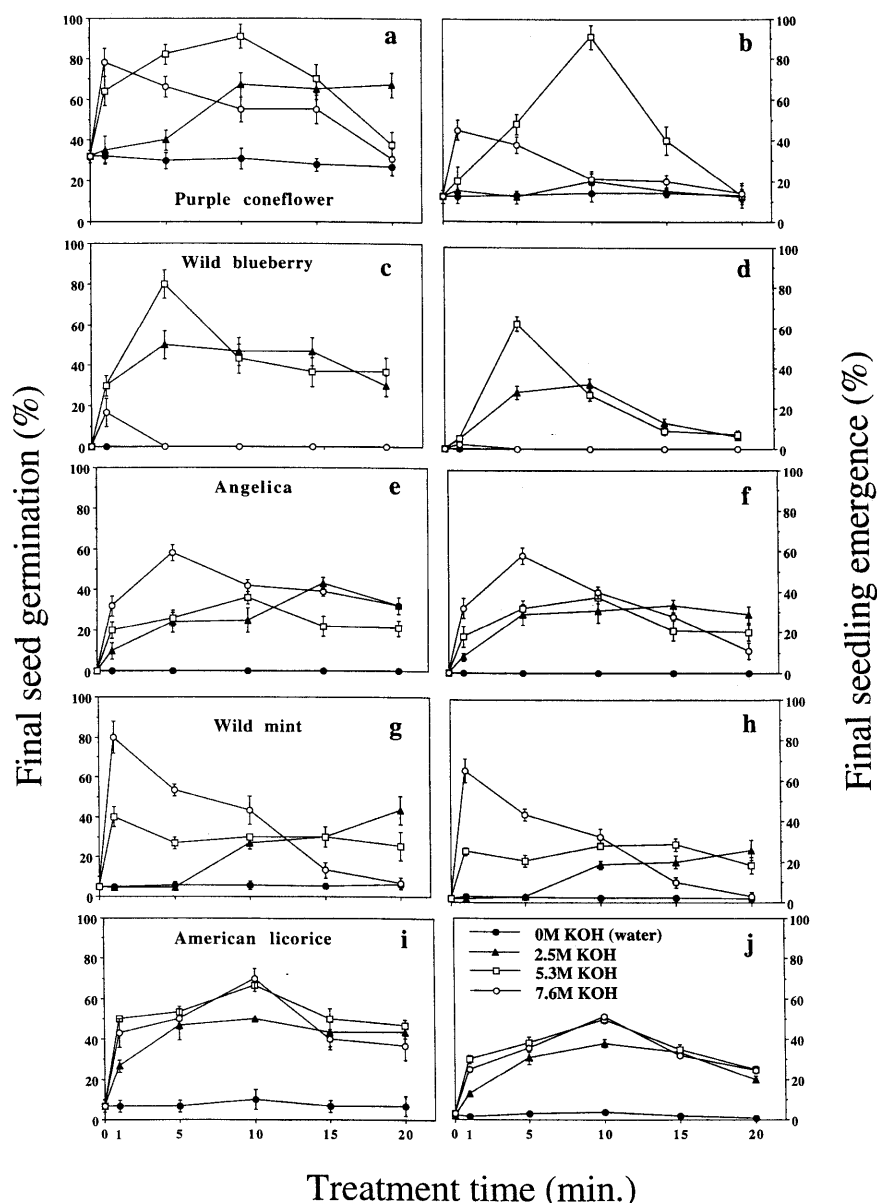 Final seed germination (%)
Final seedling emergence (%)
100
80
60
40
20
0
a
Purple coneflower
b
100
80
60
40
20
0
100
80
60
40
20
0
Wild blueberry
c
d
100
80
60
40
20
0
100
80
60
40
20
0
Angelica
e
f
100
80
60
40
20
0
100
80
60
40
20
0
Wild mint
g
h
100
80
60
40
20
0
100
80
60
40
20
0
American licorice
i
0M KOH (water)
2.5M KOH
5.3M KOH
7.6M KOH
j
100
80
60
40
20
0
0 1 5 10 15 20
0 1 5 10 15 20
Treatment time (min.)